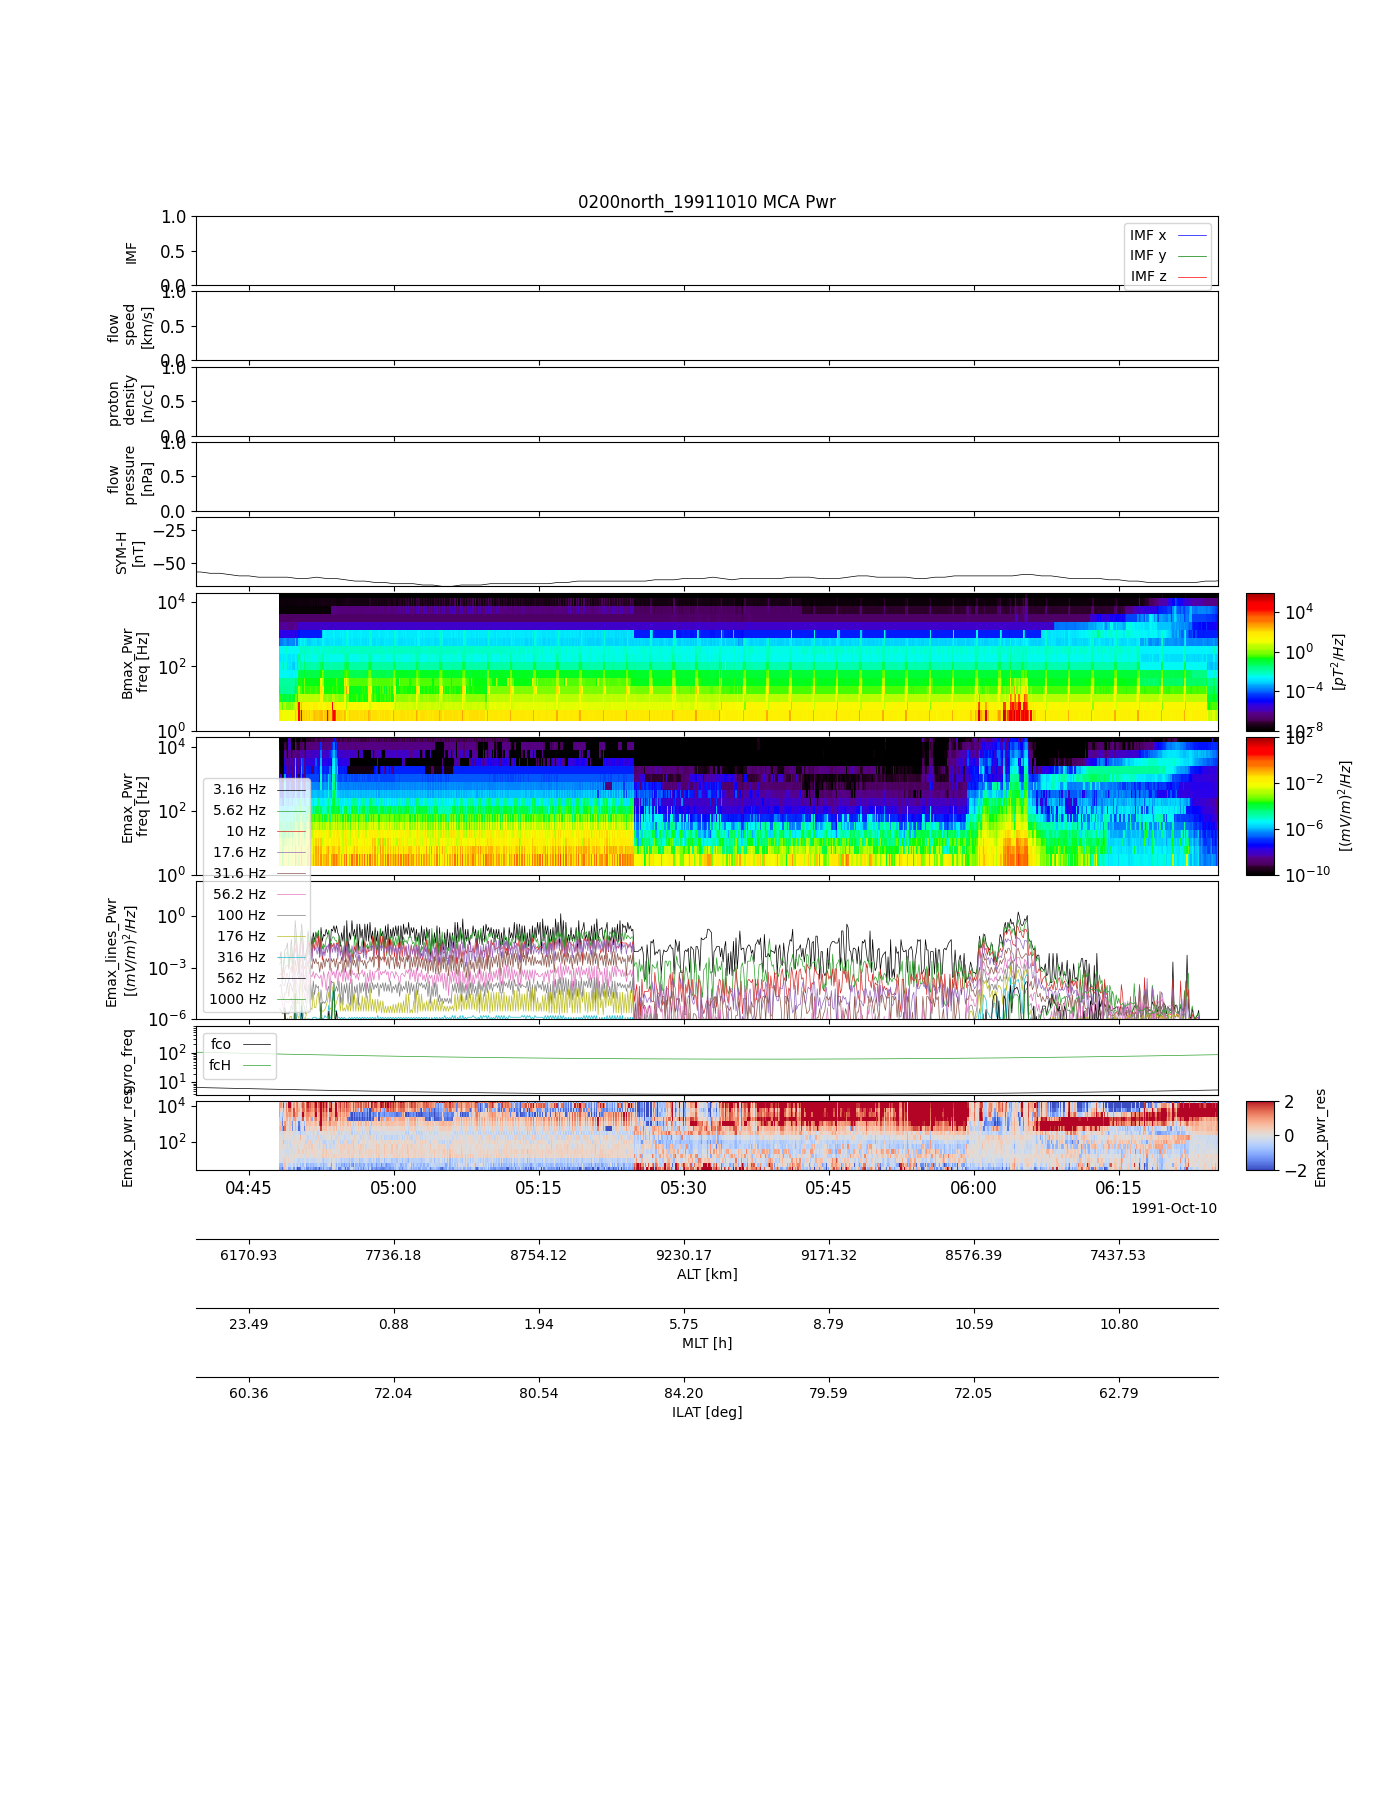 0200north_19911010 MCA Pwr
1.0
0.5
0.0
IMF
IMF x
IMF y
IMF z
1.0
0.5
0.0
flow
speed
[km/s]
1.0
0.5
0.0
proton
density
[n/cc]
1.0
0.5
0.0
flow
pressure
[nPa]
−25
−50
SYM-H
[nT]
10^4
10^2
10^0
Bmax_Pwr
freq_[Hz]
10^4
10^0
10^−4
10^−8
[pT^2/Hz]
10^4
10^2
10^0
Emax_Pwr
freq_[Hz]
10^2
10^−2
10^−6
10^−10
[(mV/m)^2/Hz]
3.16 Hz
5.62 Hz
10 Hz
17.6 Hz
31.6 Hz
56.2 Hz
100 Hz
176 Hz
316 Hz
562 Hz
1000 Hz
10^0
10^−3
10^−6
Emax_lines_Pwr
[(mV/m)^2/Hz]
fco
fcH
10^2
10^1
gyro_freq
10^4
10^2
Emax_pwr_res
2
0
−2
Emax_pwr_res
04:45 05:00 05:15 05:30 05:45 06:00 06:15
1991-Oct-10
6170.93 7736.18 8754.12 9230.17 9171.32 8576.39 7437.53
ALT [km]
23.49 0.88 1.94 5.75 8.79 10.59 10.80
MLT [h]
60.36 72.04 80.54 84.20 79.59 72.05 62.79
ILAT [deg]